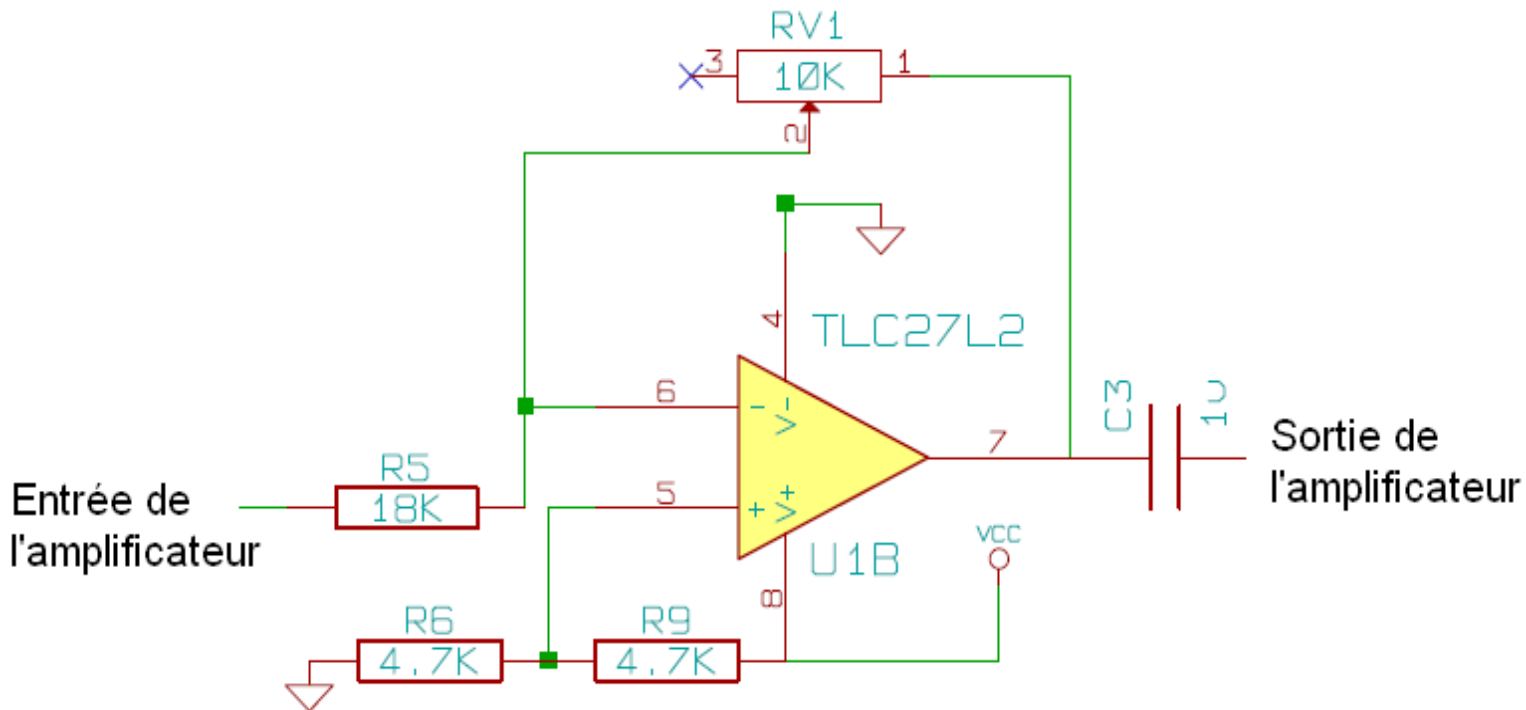 RV1
3
10K
1
2
4
TLC27L2
6
-
V-
7
C3
1U
Sortie de
l'amplificateur
R5
18K
Entrée de
l'amplificateur
5
+
V+
U1B
8
VCC
R6
4.7K
R9
4.7K